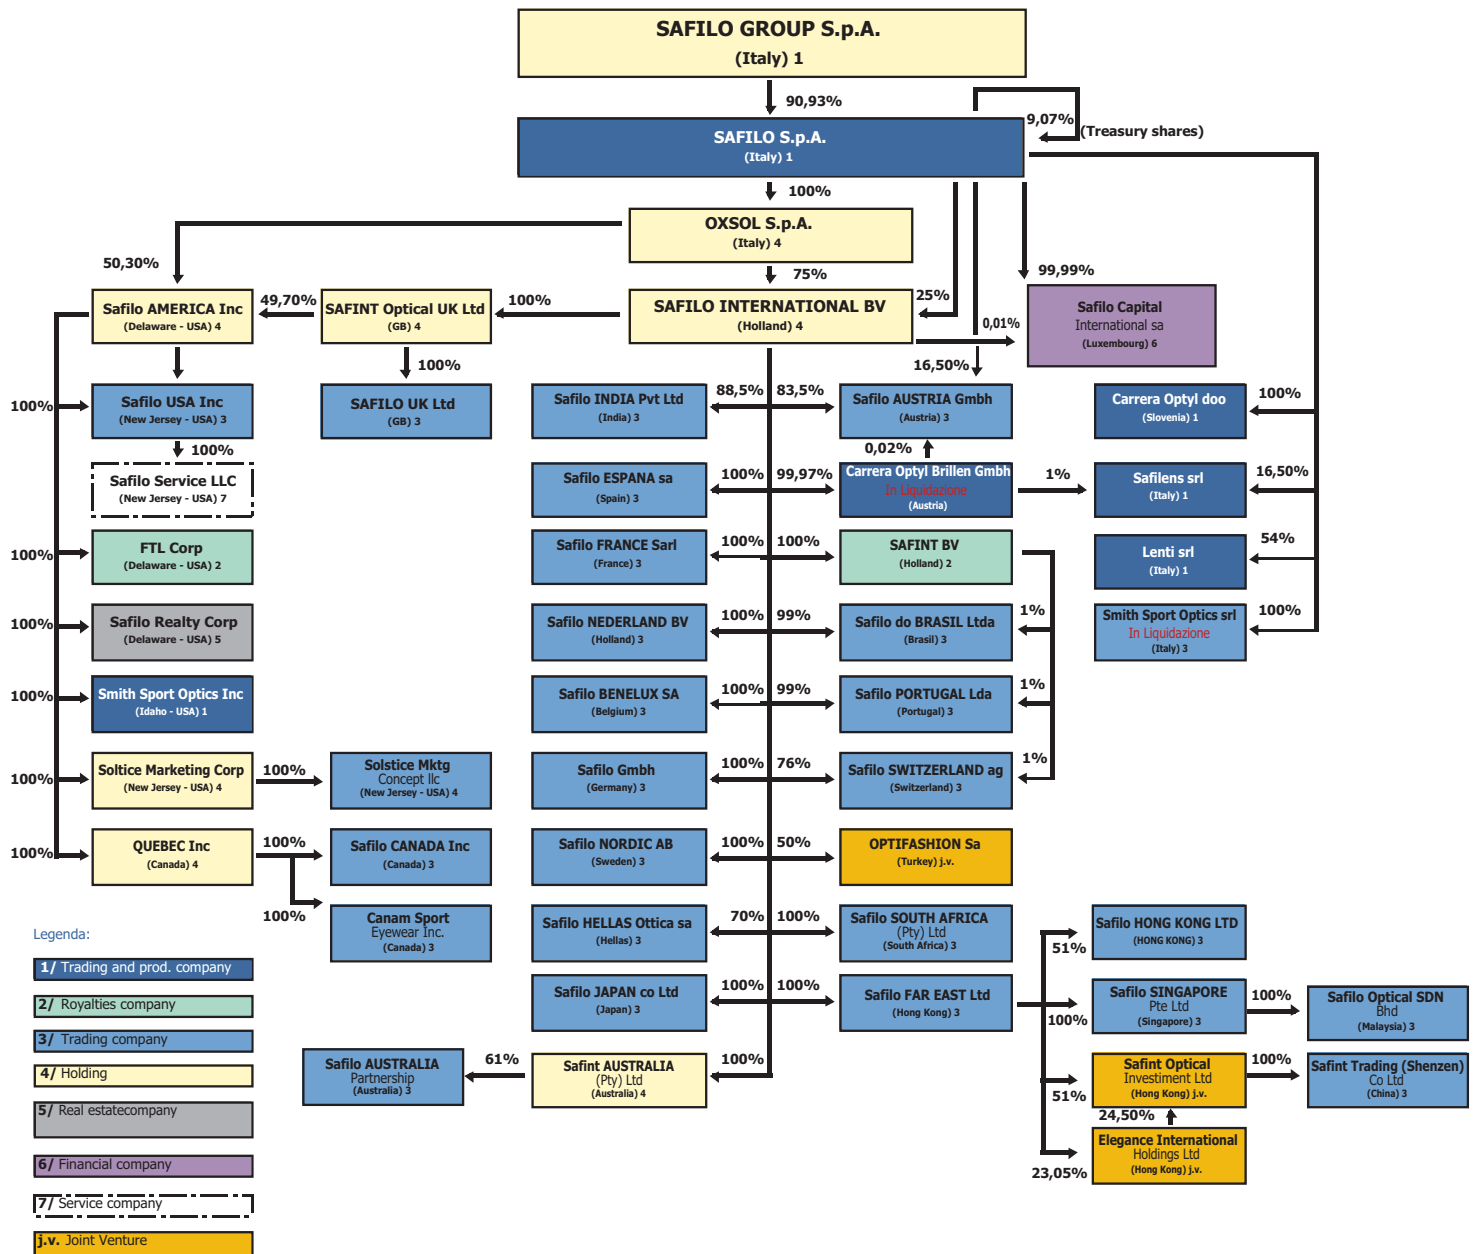 SAFILO GROUP S.p.A.
(Italy) 1
90,93%
9,07%
(Treasury shares)
SAFILO S.p.A.
(Italy) 1
100%
OXSOL S.p.A.
(Italy) 4
50,30%
75%
99,99%
Safilo AMERICA Inc
(Delaware - USA) 4
49,70%
SAFINT Optical UK Ltd
(GB) 4
100%
SAFILO INTERNATIONAL BV
(Holland) 4
25%
0,01%
Safilo Capital
International sa
(Luxembourg) 6
100%
16,50%
100%
Safilo USA Inc
(New Jersey - USA) 3
SAFILO UK Ltd
(GB) 3
Safilo INDIA Pvt Ltd
(India) 3
88,5%
83,5%
Safilo AUSTRIA Gmbh
(Austria) 3
Carrera Optyl doo
(Slovenia) 1
100%
100%
0,02%
Safilo Service LLC
(New Jersey - USA) 7
Safilo ESPANA sa
(Spain) 3
100%
99,97%
Carrera Optyl Brillen Gmbh
In Liquidazione
(Austria)
1%
Safilens srl
(Italy) 1
16,50%
100%
FTL Corp
(Delaware - USA) 2
Safilo FRANCE Sarl
(France) 3
100%
100%
SAFINT BV
(Holland) 2
Lenti srl
(Italy) 1
54%
100%
Safilo Realty Corp
(Delaware - USA) 5
Safilo NEDERLAND BV
(Holland) 3
100%
99%
Safilo do BRASIL Ltda
(Brasil) 3
1%
Smith Sport Optics srl
In Liquidazione
(Italy) 3
100%
100%
Smith Sport Optics Inc
(Idaho - USA) 1
Safilo BENELUX SA
(Belgium) 3
100%
99%
Safilo PORTUGAL Lda
(Portugal) 3
1%
100%
Soltice Marketing Corp
(New Jersey - USA) 4
100%
Solstice Mktg
Concept llc
(New Jersey - USA) 4
Safilo Gmbh
(Germany) 3
100%
76%
Safilo SWITZERLAND ag
(Switzerland) 3
1%
100%
QUEBEC Inc
(Canada) 4
100%
Safilo CANADA Inc
(Canada) 3
Safilo NORDIC AB
(Sweden) 3
100%
50%
OPTIFASHION Sa
(Turkey) j.v.
100%
Canam Sport
Eyewear Inc.
(Canada) 3
Safilo HELLAS Ottica sa
(Hellas) 3
70%
100%
Safilo SOUTH AFRICA
(Pty) Ltd
(South Africa) 3
51%
Safilo HONG KONG LTD
(HONG KONG) 3
Safilo JAPAN co Ltd
(Japan) 3
100%
100%
Safilo FAR EAST Ltd
(Hong Kong) 3
100%
Safilo SINGAPORE
Pte Ltd
(Singapore) 3
100%
Safilo Optical SDN
Bhd
(Malaysia) 3
Safilo AUSTRALIA
Partnership
(Australia) 3
61%
Safint AUSTRALIA
(Pty) Ltd
(Australia) 4
100%
51%
Safint Optical
Investiment Ltd
(Hong Kong) j.v.
100%
Safint Trading (Shenzen)
Co Ltd
(China) 3
24,50%
23,05%
Elegance International
Holdings Ltd
(Hong Kong) j.v.
Legenda:
1/ Trading and prod. company
2/ Royalties company
3/ Trading company
4/ Holding
5/ Real estatecompany
6/ Financial company
7/ Service company
j.v. Joint Venture